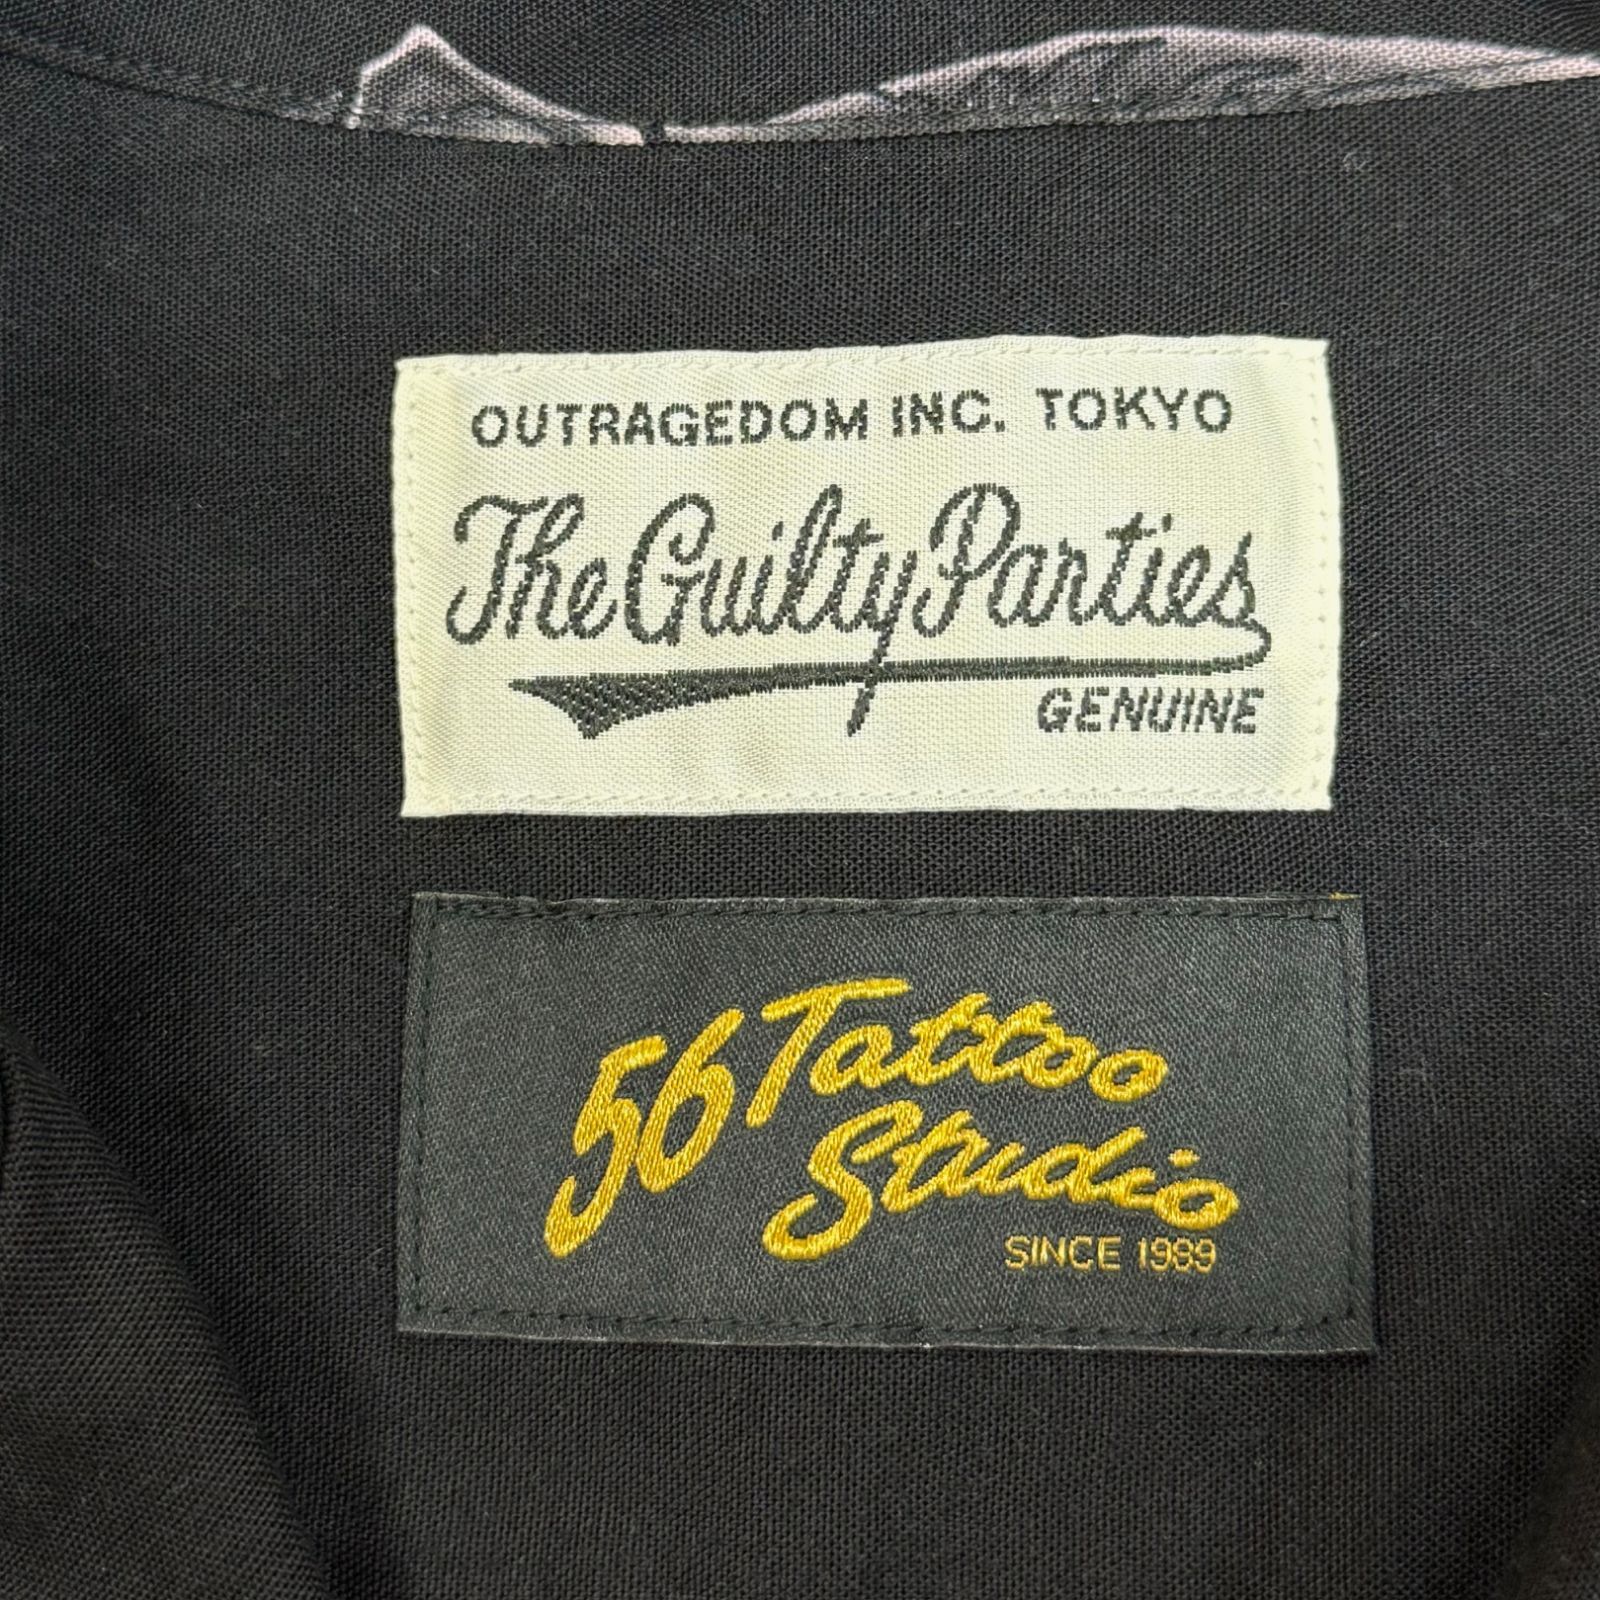 OUTRAGEDOM INC. TOKYO
The Guilty Parties
GENUINE
56 Tattoo
Studio
SINCE 1989